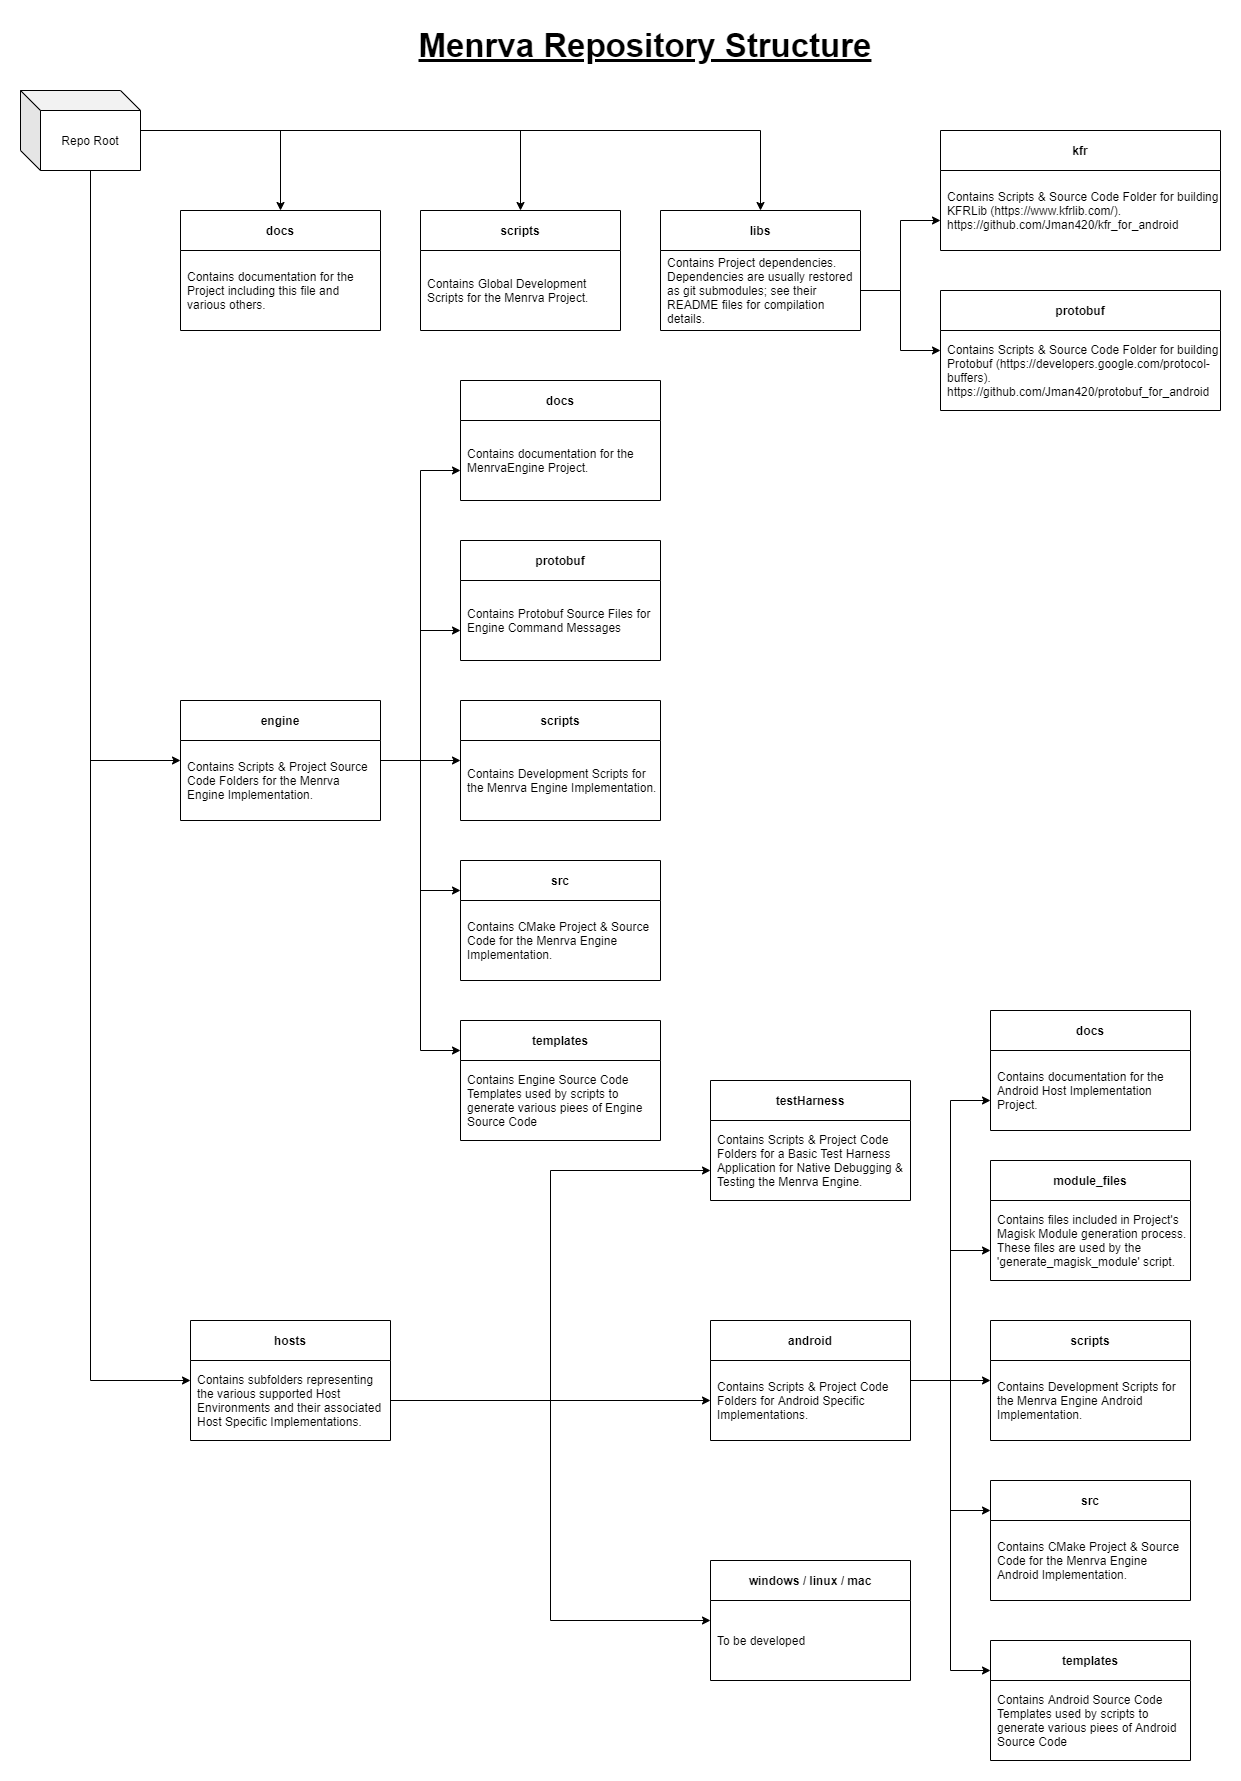 Menrva Repository Structure
Repo Root
docs
Contains documentation for the
Project including this file and
various others.
scripts
Contains Global Development
Scripts for the Menrva Project.
libs
Contains Project dependencies.
Dependencies are usually restored
as git submodules; see their
README files for compilation
details.
kfr
Contains Scripts & Source Code Folder for building
KFRLib (https://www.kfrlib.com/).
https://github.com/Jman420/kfr_for_android
protobuf
Contains Scripts & Source Code Folder for building
Protobuf (https://developers.google.com/protocol-
buffers).
https://github.com/Jman420/protobuf_for_android
docs
Contains documentation for the
MenrvaEngine Project.
protobuf
Contains Protobuf Source Files for
Engine Command Messages
engine
Contains Scripts & Project Source
Code Folders for the Menrva
Engine Implementation.
scripts
Contains Development Scripts for
the Menrva Engine Implementation.
src
Contains CMake Project & Source
Code for the Menrva Engine
Implementation.
templates
Contains Engine Source Code
Templates used by scripts to
generate various piees of Engine
Source Code
hosts
Contains subfolders representing
the various supported Host
Environments and their associated
Host Specific Implementations.
testHarness
Contains Scripts & Project Code
Folders for a Basic Test Harness
Application for Native Debugging &
Testing the Menrva Engine.
android
Contains Scripts & Project Code
Folders for Android Specific
Implementations.
windows / linux / mac
To be developed
docs
Contains documentation for the
Android Host Implementation
Project.
module_files
Contains files included in Project's
Magisk Module generation process.
These files are used by the
'generate_magisk_module' script.
scripts
Contains Development Scripts for
the Menrva Engine Android
Implementation.
src
Contains CMake Project & Source
Code for the Menrva Engine
Android Implementation.
templates
Contains Android Source Code
Templates used by scripts to
generate various piees of Android
Source Code